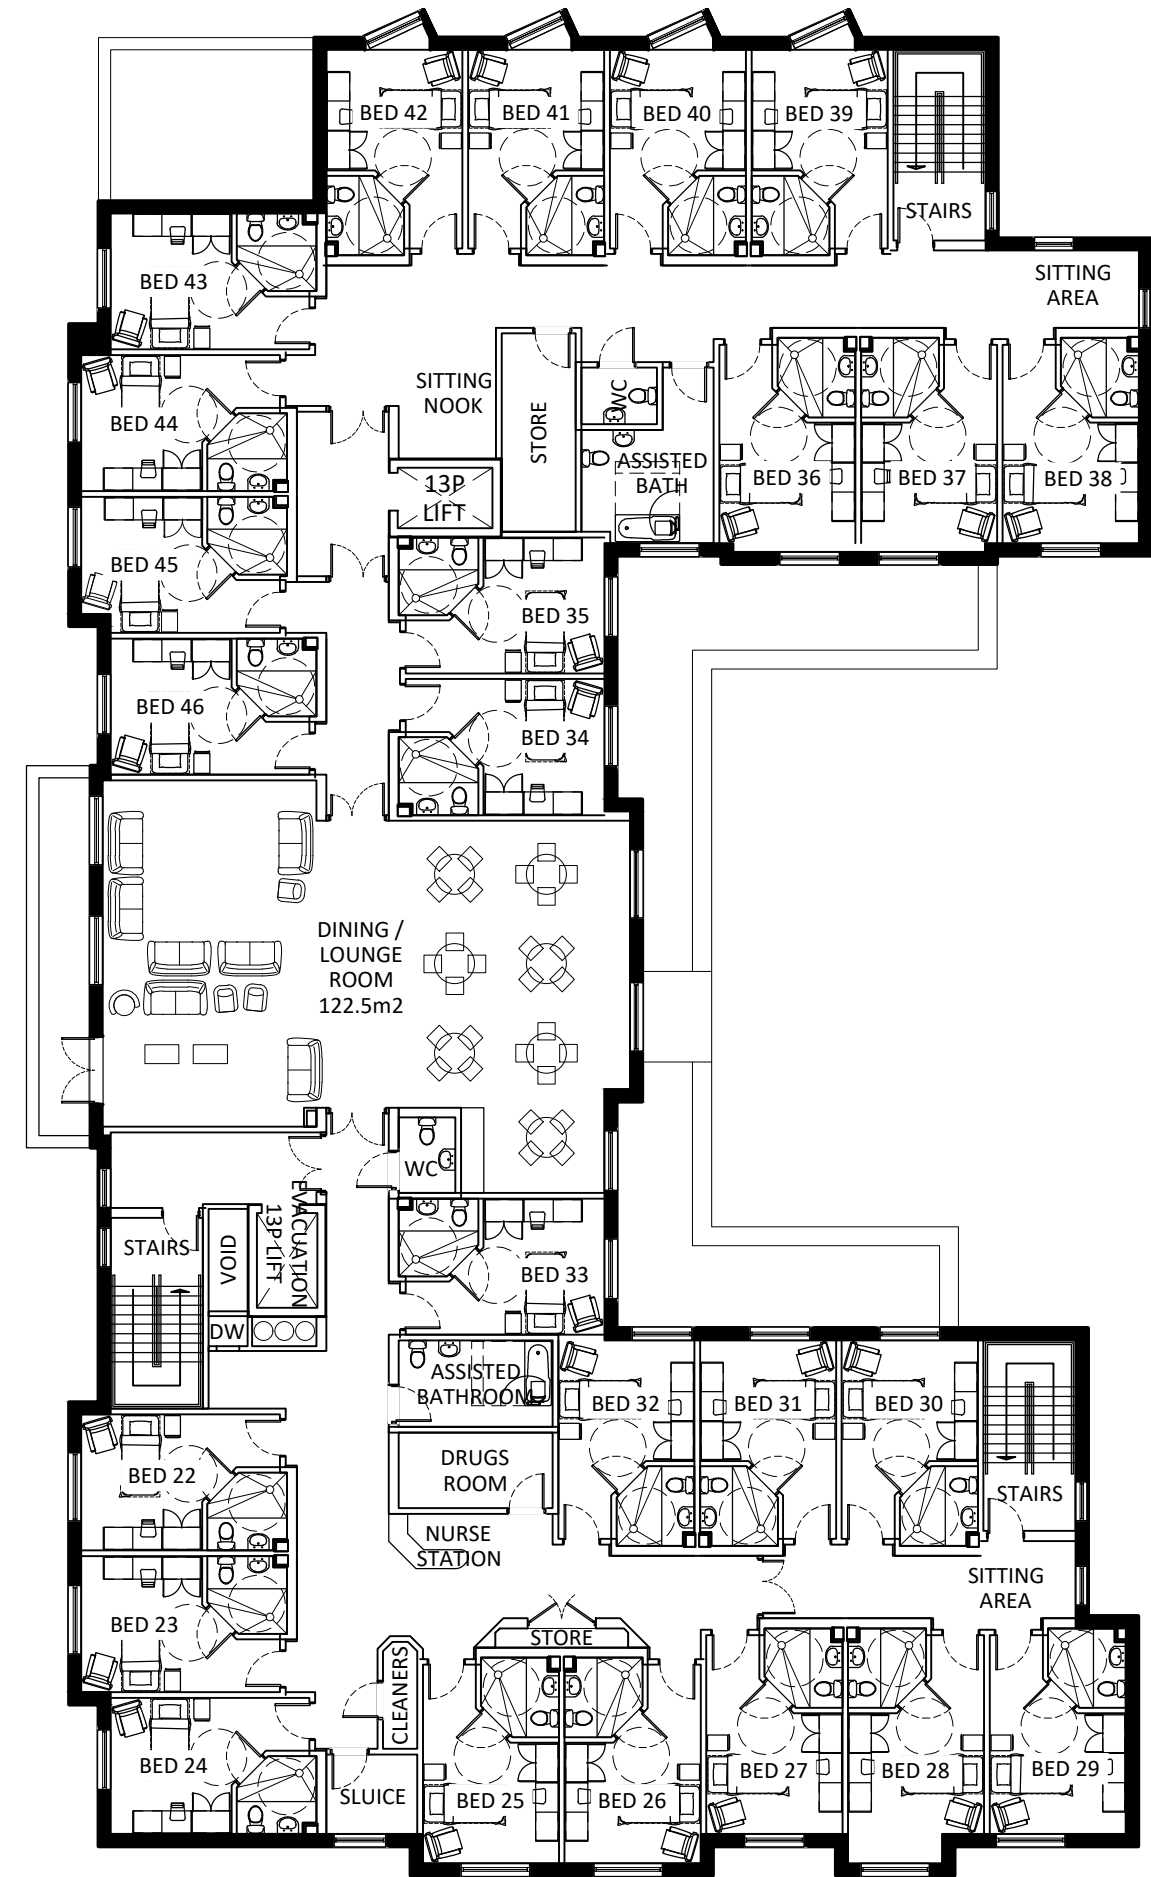 BED 42
BED 41
BED 40
BED 39
STAIRS
SITTING
AREA
BED 43
SITTING
NOOK
STORE
WC
BED 44
ASSISTED
BATH
BED 36
BED 37
BED 38
13P
LIFT
BED 45
BED 35
BED 46
BED 34
DINING /
LOUNGE
ROOM
122.5m2
WC
STAIRS
VOID
EVACUATION
13P LIFT
BED 33
DW
ASSISTED
BATHROOM
BED 32
BED 31
BED 30
DRUGS
ROOM
BED 22
STAIRS
NURSE
STATION
SITTING
AREA
BED 23
STORE
CLEANERS
BED 24
SLUICE
BED 25
BED 26
BED 27
BED 28
BED 29